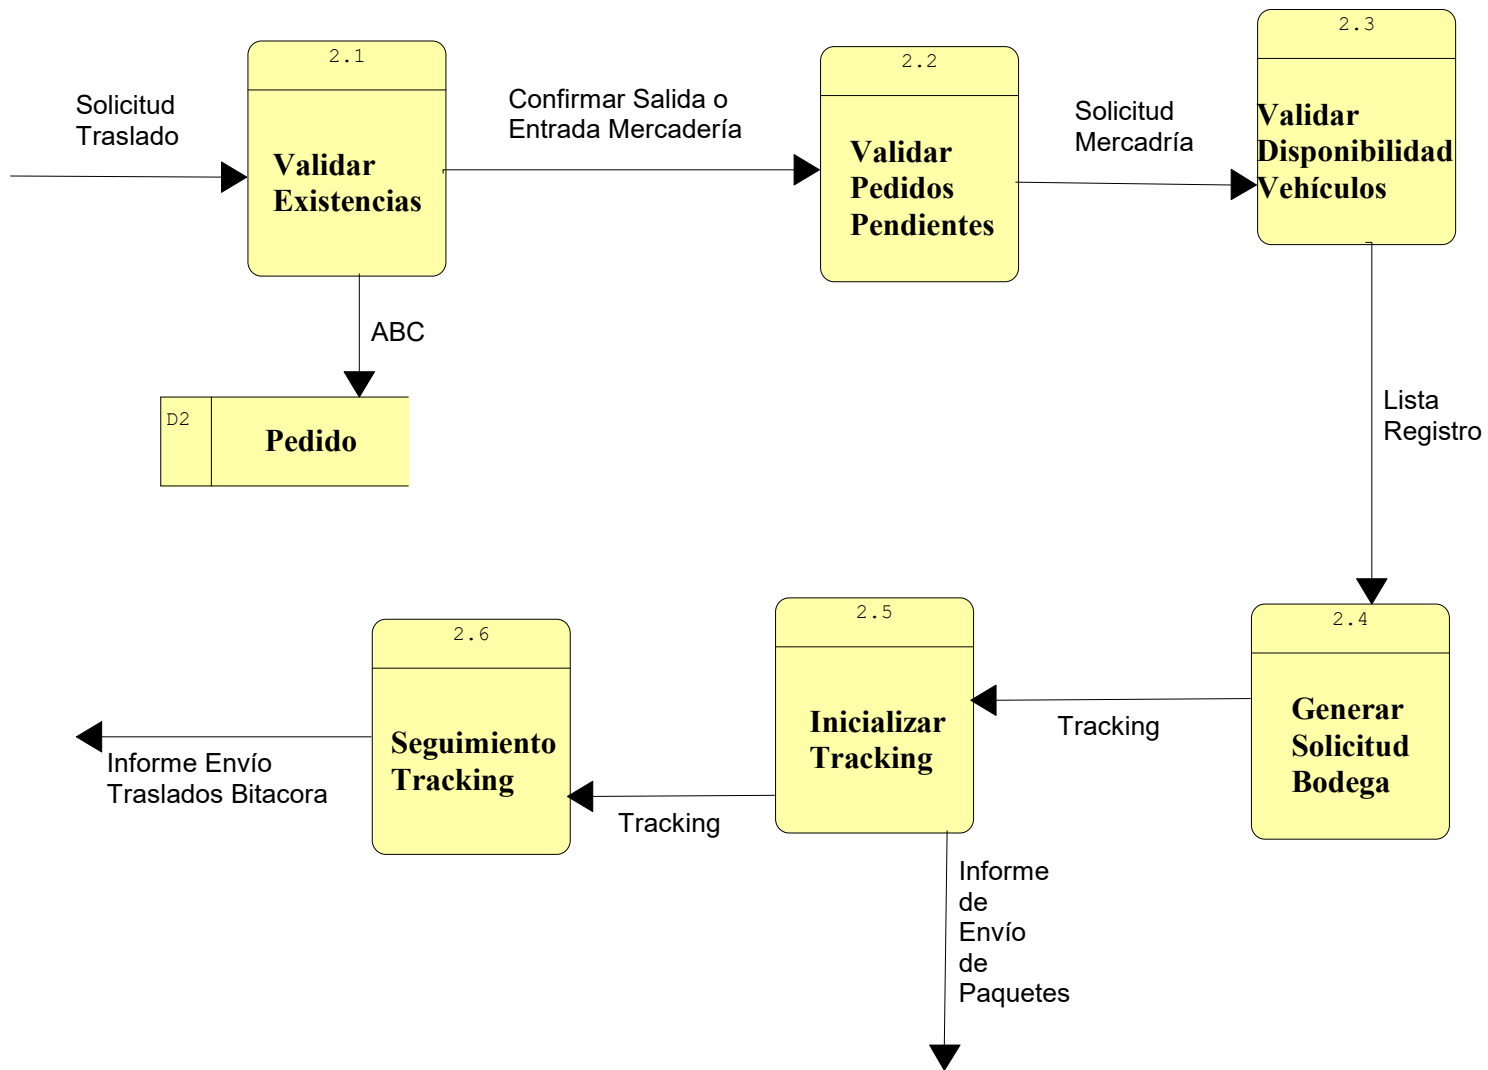 2.1
Validar
Existencias
Solicitud
Traslado
Confirmar Salida o
Entrada Mercadería
2.2
Validar
Pedidos
Pendientes
Solicitud
Mercadría
2.3
Validar
Disponibilidad
Vehículos
ABC
D2
Pedido
Lista
Registro
2.4
Generar
Solicitud
Bodega
Tracking
2.5
Inicializar
Tracking
Tracking
2.6
Seguimiento
Tracking
Informe Envío
Traslados Bitacora
Informe
de
Envío
de
Paquetes